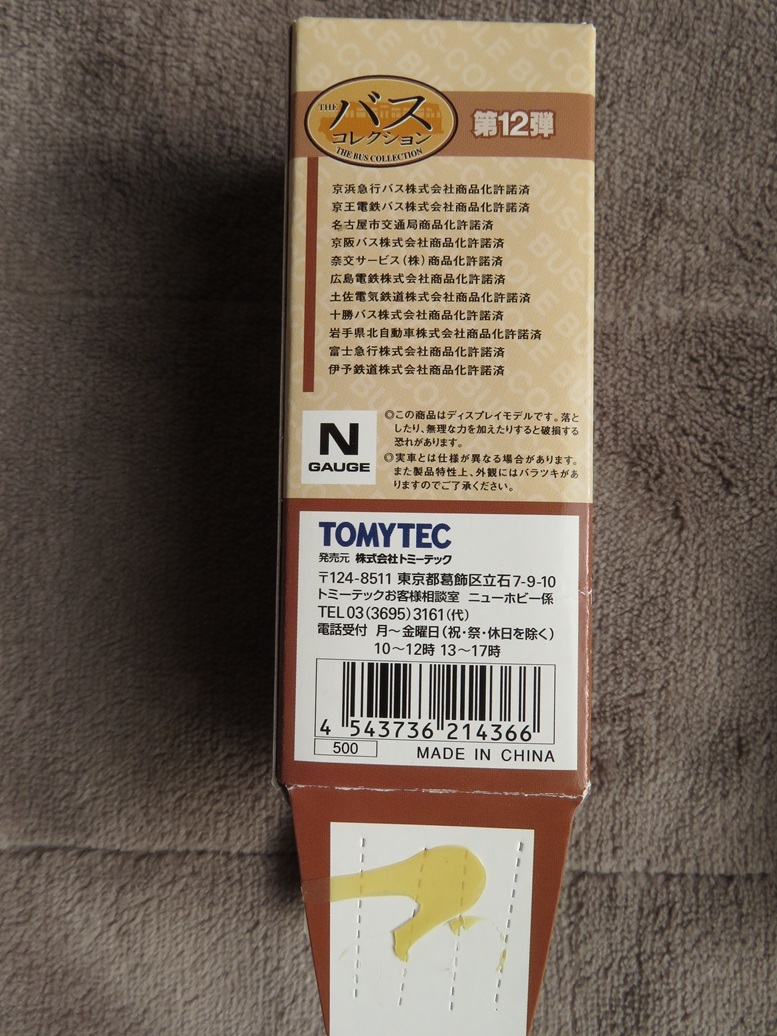 THE バス
コレクション
THE BUS COLLECTION
第12弾
京浜急行バス株式会社商品化許諾済
京王電鉄バス株式会社商品化許諾済
名古屋市交通局商品化許諾済
京阪バス株式会社商品化許諾済
奈交サービス(株)商品化許諾済
広島電鉄株式会社商品化許諾済
土佐電気鉄道株式会社商品化許諾済
十勝バス株式会社商品化許諾済
岩手県北自動車株式会社商品化許諾済
富士急行株式会社商品化許諾済
伊予鉄道株式会社商品化許諾済
N
GAUGE
◎この商品はディスプレイモデルです。落と
したり、無理な力を加えたりすると破損する
恐れがあります。
◎実車とは仕様が異なる場合があります。
また製品特性上、外観にはバラツキがあ
りますのでご了承ください。
TOMYTEC
発売元 株式会社トミーテック
〒124-8511 東京都葛飾区立石7-9-10
トミーテックお客様相談室 ニューホビー係
TEL03(3695)3161(代)
電話受付 月〜金曜日(祝・祭・休日を除く)
10〜12時 13〜17時
4 543736 214366
500
MADE IN CHINA